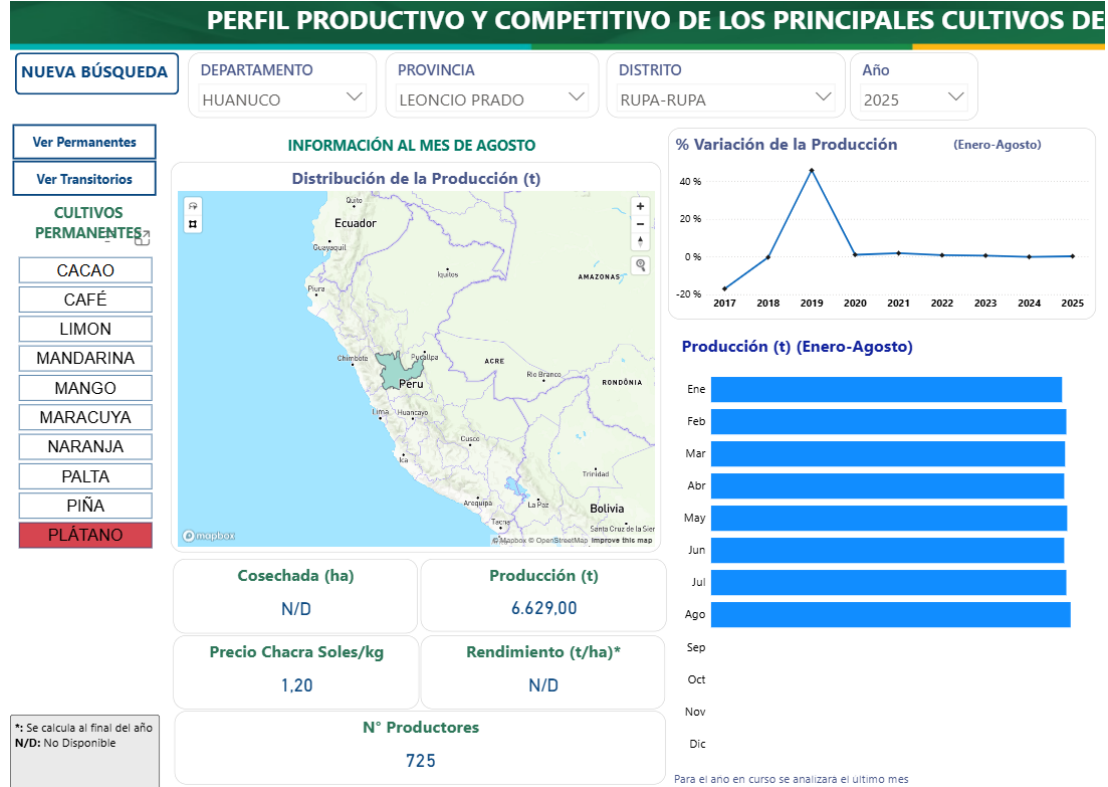 PERFIL PRODUCTIVO Y COMPETITIVO DE LOS PRINCIPALES CULTIVOS DE
NUEVA BÚSQUEDA
DEPARTAMENTO
HUANUCO
PROVINCIA
LEONCIO PRADO
DISTRITO
RUPA-RUPA
Año
2025
Ver Permanentes
Ver Transitorios
CULTIVOS
PERMANENTES
CACAO
CAFÉ
LIMON
MANDARINA
MANGO
MARACUYA
NARANJA
PALTA
PIÑA
PLÁTANO
INFORMACIÓN AL MES DE AGOSTO
Distribución de la Producción (t)
Quito
Ecuador
Guayaquil
Iquitos
AMAZONAS
Piura
Chimbote
Pucallpa
ACRE
Rio Branco
RONDÔNIA
Peru
Lima
Huancayo
Cusco
Ica
Trinidad
Arequipa
La Paz
Bolivia
Tacna
Santa Cruz de la Sier
mapbox
© Mapbox © OpenStreetMap Improve this map
Cosechada (ha)
N/D
Producción (t)
6.629,00
Precio Chacra Soles/kg
1,20
Rendimiento (t/ha)*
N/D
N° Productores
725
*: Se calcula al final del año
N/D: No Disponible
% Variación de la Producción (Enero-Agosto)
40 %
20 %
0 %
-20 %
2017 2018 2019 2020 2021 2022 2023 2024 2025
Producción (t) (Enero-Agosto)
Ene
Feb
Mar
Abr
May
Jun
Jul
Ago
Sep
Oct
Nov
Dic
Para el año en curso se analizara el último mes